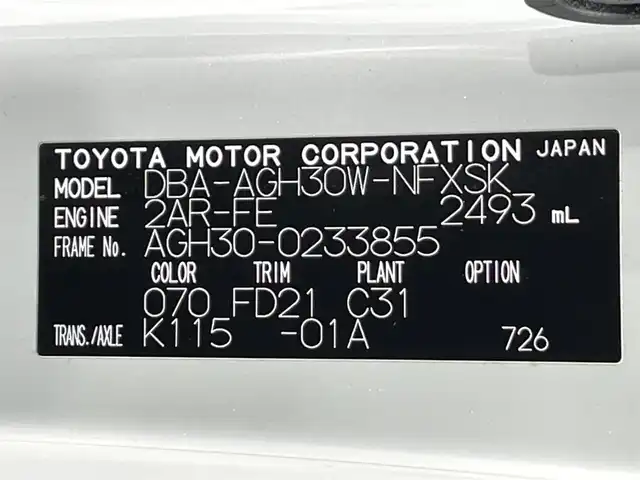 TOYOTA MOTOR CORPORATION JAPAN
MODEL DBA-AGH30W-NFXSK
ENGINE 2AR-FE 2493 mL
FRAME No. AGH30-0233855
COLOR TRIM PLANT OPTION
070 FD21 C31
TRANS./AXLE K115 -01A 726